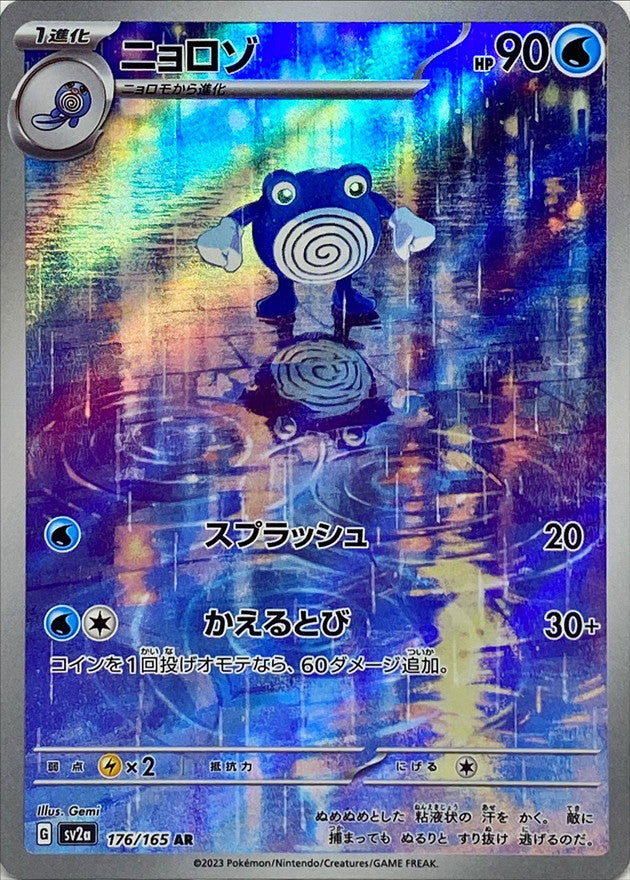 1進化
ニョロゾ
HP90
ニョロモから進化
スプラッシュ 20
かえるとび 30+
コインを1回投げオモテなら、60ダメージ追加。
弱点 ×2 抵抗力 にげる
Illus. Gemi
ぬめぬめとした 粘液状の 汗を かく。敵に
捕まっても ぬるりと すり抜け 逃げるのだ。
G sv2a 176/165 AR
©2023 Pokémon/Nintendo/Creatures/GAME FREAK.